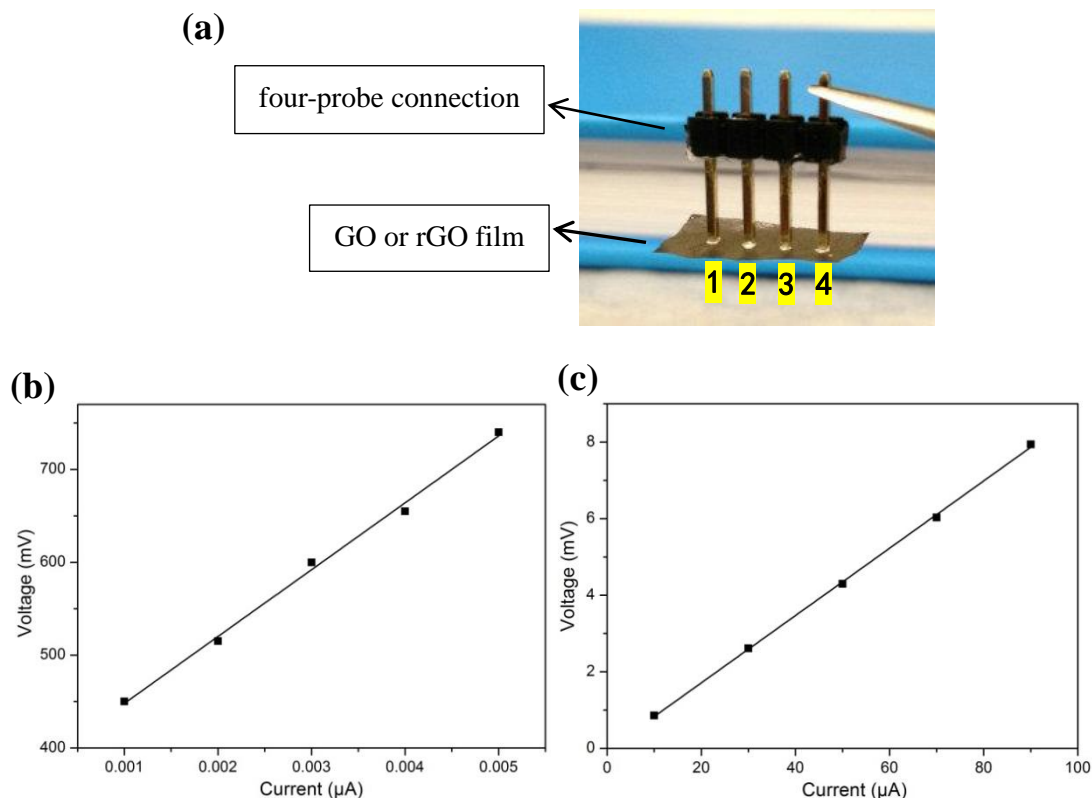 (a)
four-probe connection
GO or rGO film
1 2 3 4
(b)
Voltage (mV)
700
600
500
400
0.001 0.002 0.003 0.004 0.005
Current (µA)
(c)
Voltage (mV)
8
6
4
2
0
0 20 40 60 80 100
Current (µA)